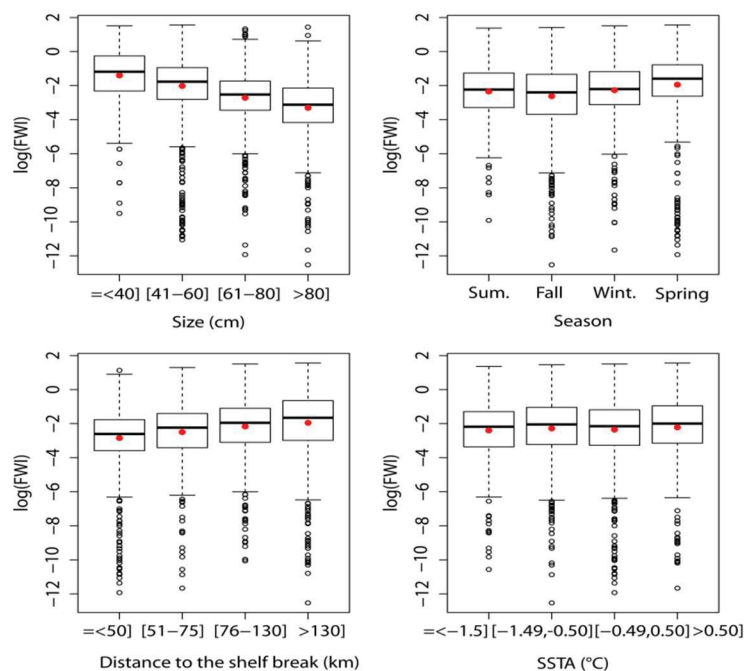 log(FWI)
2
0
−2
−4
−6
−8
−10
−12
=<40] [41−60] [61−80] >80]
Size (cm)
log(FWI)
2
0
−2
−4
−6
−8
−10
−12
Sum. Fall Wint. Spring
Season
log(FWI)
2
0
−2
−4
−6
−8
−10
−12
=<50] [51−75] [76−130] >130]
Distance to the shelf break (km)
log(FWI)
2
0
−2
−4
−6
−8
−10
−12
=<−1.5] [−1.49,−0.50] [−0.49,0.50] >0.50]
SSTA (°C)